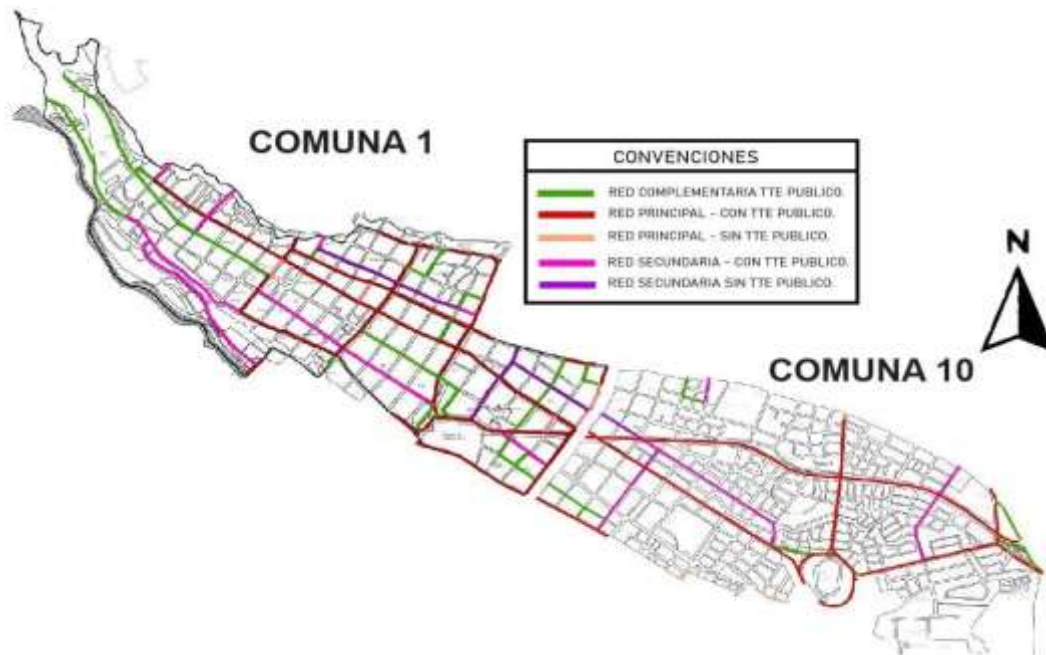 COMUNA 1
CONVENCIONES
RED COMPLEMENTARIA TTE PUBLICO.
RED PRINCIPAL - CON TTE PUBLICO.
RED PRINCIPAL - SIN TTE PUBLICO.
RED SECUNDARIA - CON TTE PUBLICO.
RED SECUNDARIA SIN TTE PUBLICO.
N
COMUNA 10